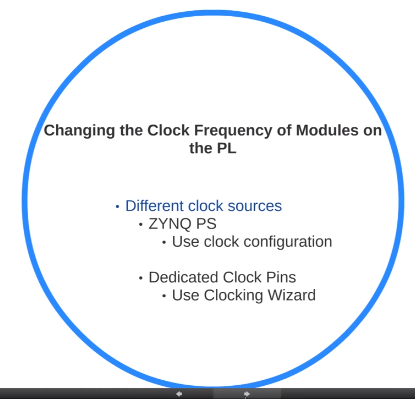 Changing the Clock Frequency of Modules on
the PL
• Different clock sources
• ZYNQ PS
• Use clock configuration
• Dedicated Clock Pins
• Use Clocking Wizard